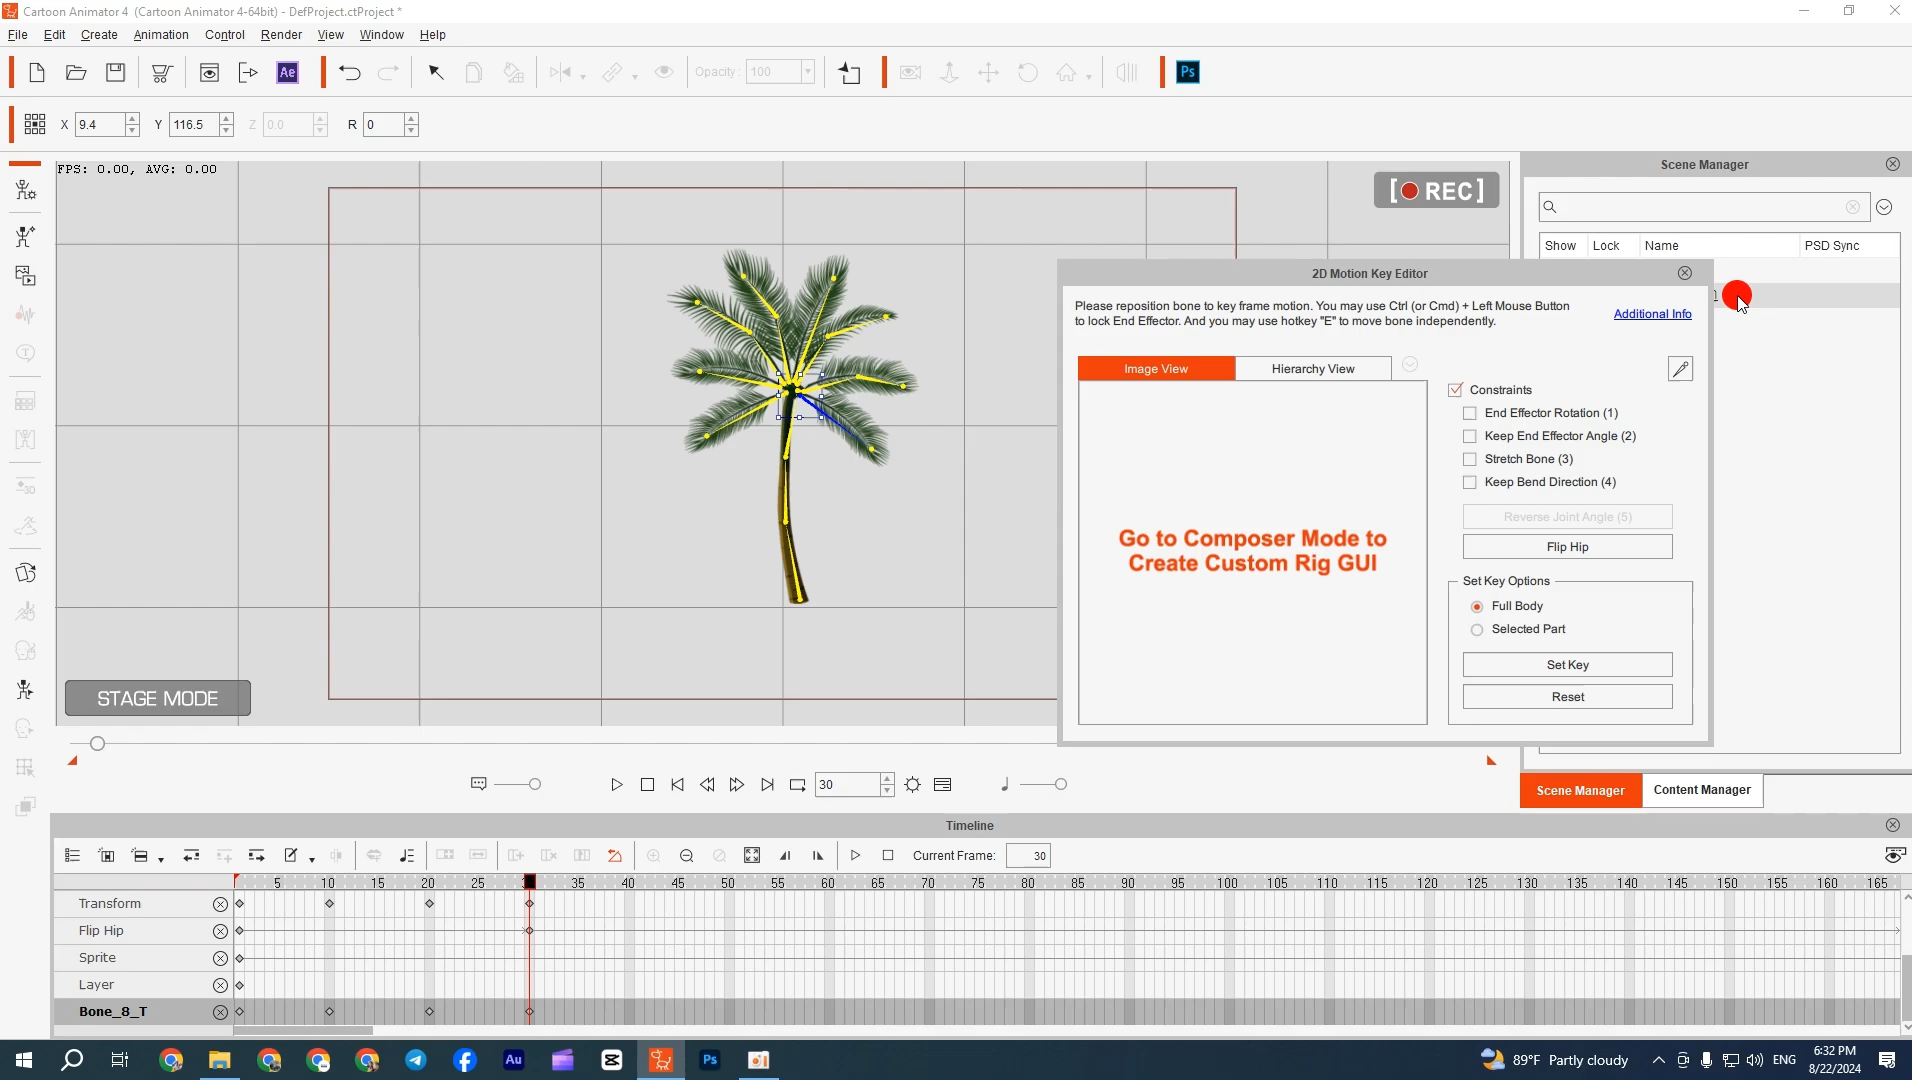 Cartoon Animator 4 (Cartoon Animator 4-64bit) - DefProject.ctProject *
File Edit Create Animation Control Render View Window Help
Ae Opacity: 100 Ps
X 9.4 Y 116.5 Z 0.0 R 0
FPS: 0.00, AVG: 0.00
[ REC]
Scene Manager
Show Lock Name PSD Sync
2D Motion Key Editor
Please reposition bone to key frame motion. You may use Ctrl (or Cmd) + Left Mouse Button
to lock End Effector. And you may use hotkey "E" to move bone independently.
Additional Info
Image View Hierarchy View
Constraints
End Effector Rotation (1)
Keep End Effector Angle (2)
Stretch Bone (3)
Keep Bend Direction (4)
Reverse Joint Angle (5)
Flip Hip
Go to Composer Mode to
Create Custom Rig GUI
Set Key Options
Full Body
Selected Part
Set Key
Reset
STAGE MODE
30
Scene Manager Content Manager
Timeline
Current Frame: 30
5 10 15 20 25 35 40 45 50 55 60 65 70 75 80 85 90 95 100 105 110 115 120 125 130 135 140 145 150 155 160 165
Transform
Flip Hip
Sprite
Layer
Bone_8_T
Au Ps
89°F Partly cloudy ENG
6:32 PM
8/22/2024